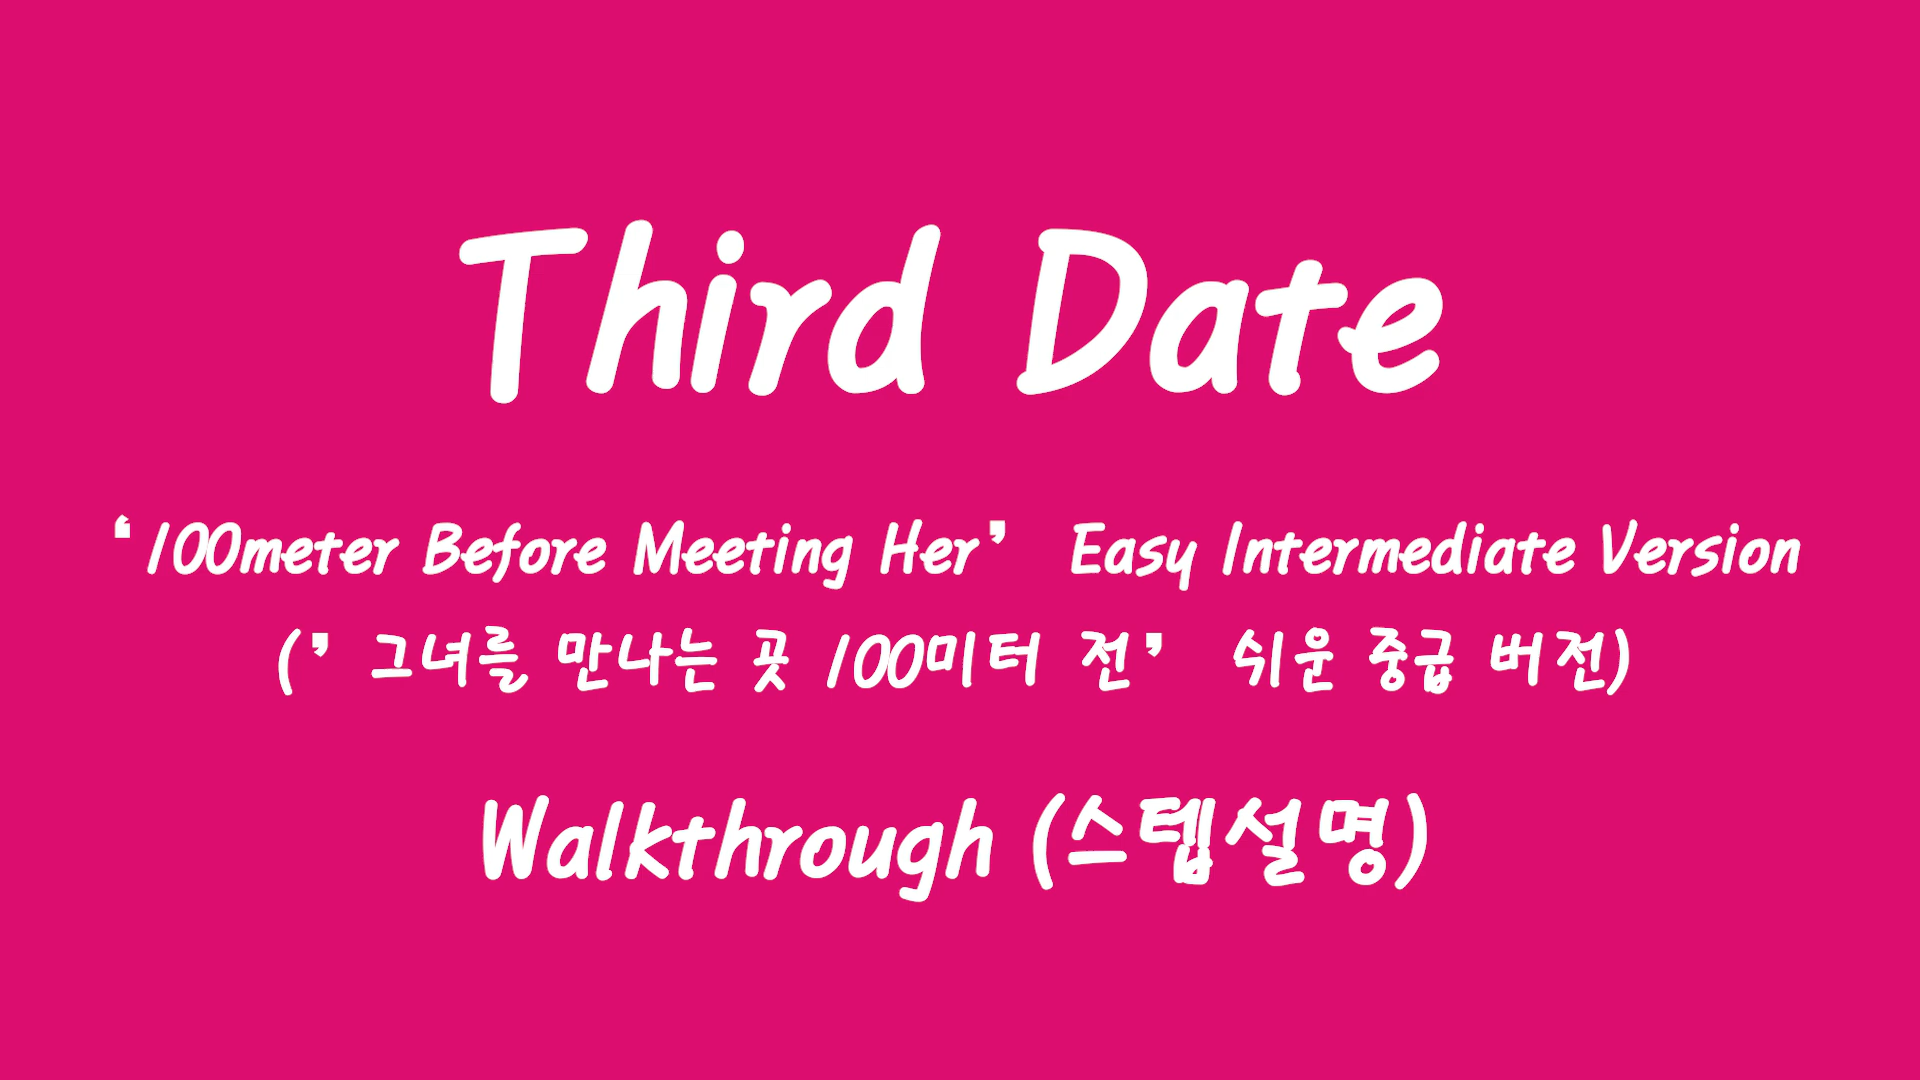 Third Date
‘100meter Before Meeting Her’ Easy Intermediate Version
(’그녀를 만나는 곳 100미터 전’ 쉬운 중급 버전)
Walkthrough (스텝설명)